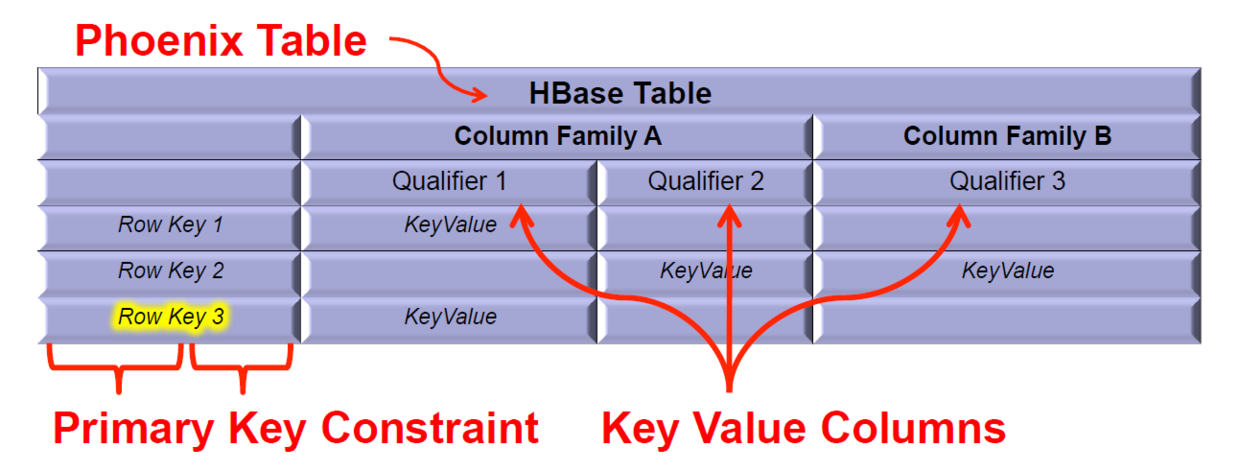 Phoenix Table
HBase Table
Column Family A Column Family B
Qualifier 1 Qualifier 2 Qualifier 3
Row Key 1 KeyValue
Row Key 2 KeyValue KeyValue
Row Key 3 KeyValue
Primary Key Constraint Key Value Columns